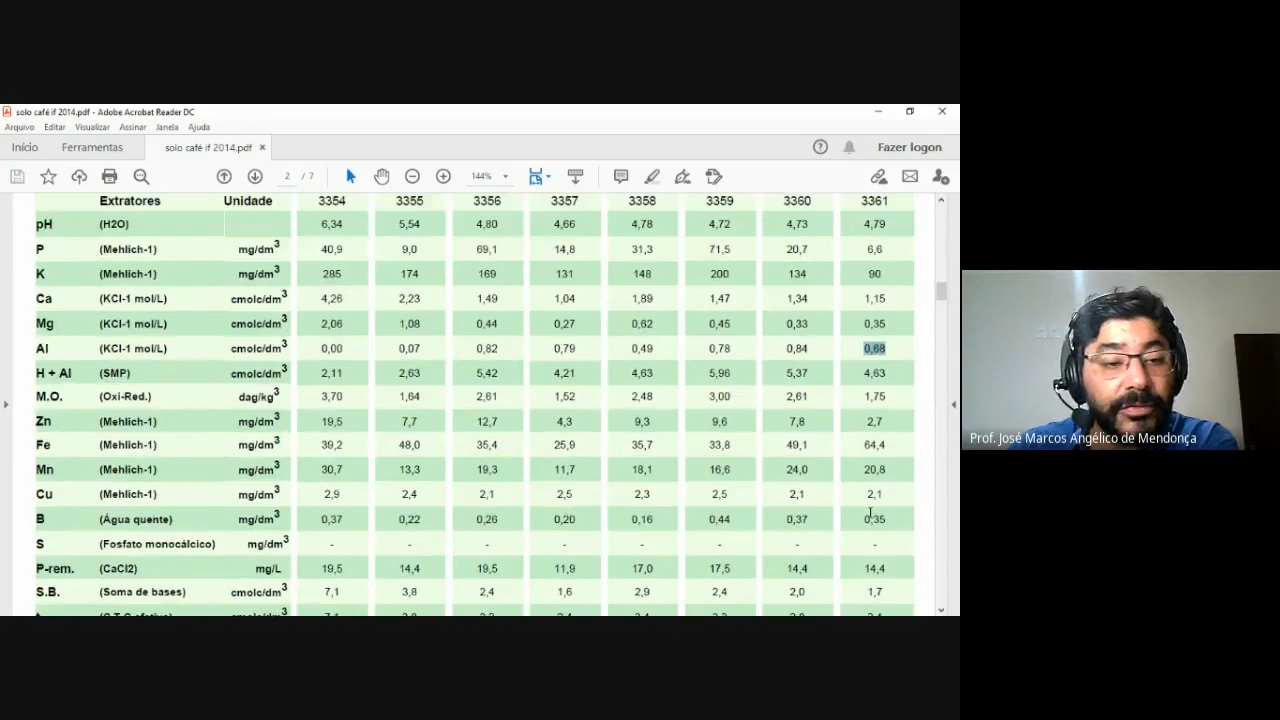 solo café if 2014.pdf - Adobe Acrobat Reader DC
Arquivo Editar Visualizar Assinar Janela Ajuda
Início Ferramentas solo café if 2014.pdf × Fazer logon
2 / 7 144%
Extratores Unidade 3354 3355 3356 3357 3358 3359 3360 3361
pH (H2O) 6,34 5,54 4,80 4,66 4,78 4,72 4,73 4,79
P (Mehlich-1) mg/dm3 40,9 9,0 69,1 14,8 31,3 71,5 20,7 6,6
K (Mehlich-1) mg/dm3 285 174 169 131 148 200 134 90
Ca (KCl-1 mol/L) cmolc/dm3 4,26 2,23 1,49 1,04 1,89 1,47 1,34 1,15
Mg (KCl-1 mol/L) cmolc/dm3 2,06 1,08 0,44 0,27 0,62 0,45 0,33 0,35
Al (KCl-1 mol/L) cmolc/dm3 0,00 0,07 0,82 0,79 0,49 0,78 0,84 0,68
H + Al (SMP) cmolc/dm3 2,11 2,63 5,42 4,21 4,63 5,96 5,37 4,63
M.O. (Oxi-Red.) dag/kg3 3,70 1,64 2,61 1,52 2,48 3,00 2,61 1,75
Zn (Mehlich-1) mg/dm3 19,5 7,7 12,7 4,3 9,3 9,6 7,8 2,7
Fe (Mehlich-1) mg/dm3 39,2 48,0 35,4 25,9 35,7 33,8 49,1 64,4
Mn (Mehlich-1) mg/dm3 30,7 13,3 19,3 11,7 18,1 16,6 24,0 20,8
Cu (Mehlich-1) mg/dm3 2,9 2,4 2,1 2,5 2,3 2,5 2,1 2,1
B (Água quente) mg/dm3 0,37 0,22 0,26 0,20 0,16 0,44 0,37 0,35
S (Fosfato monocálcico) mg/dm3 - - - - - - - -
P-rem. (CaCl2) mg/L 19,5 14,4 19,5 11,9 17,0 17,5 14,4 14,4
S.B. (Soma de bases) cmolc/dm3 7,1 3,8 2,4 1,6 2,9 2,4 2,0 1,7
Prof. José Marcos Angélico de Mendonça